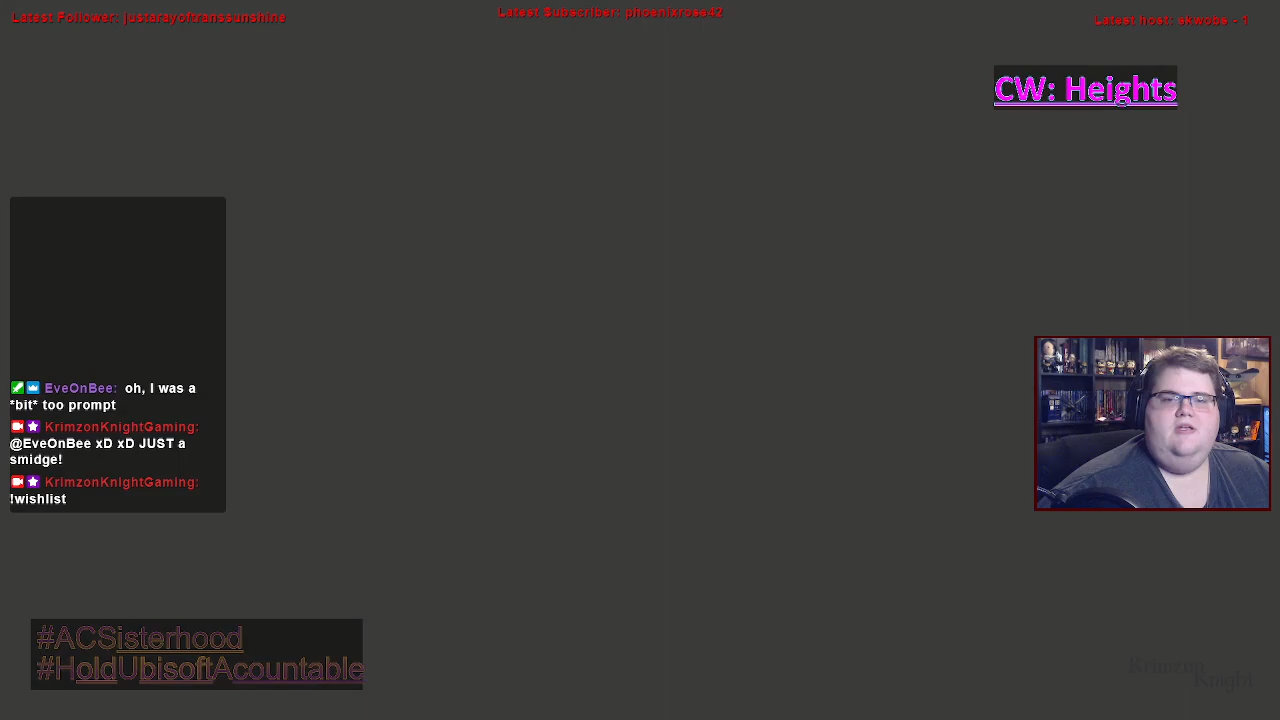 Latest Follower: justarayoftranssunshine
Latest Subscriber: phoenixrose42
Latest host: skwobs - 1
CW: Heights
EveOnBee: oh, I was a
*bit* too prompt
KrimzonKnightGaming:
@EveOnBee xD xD JUST a
smidge!
KrimzonKnightGaming:
!wishlist
#ACSisterhood
#HoldUbisoftAcountable
Krimzon
Knight